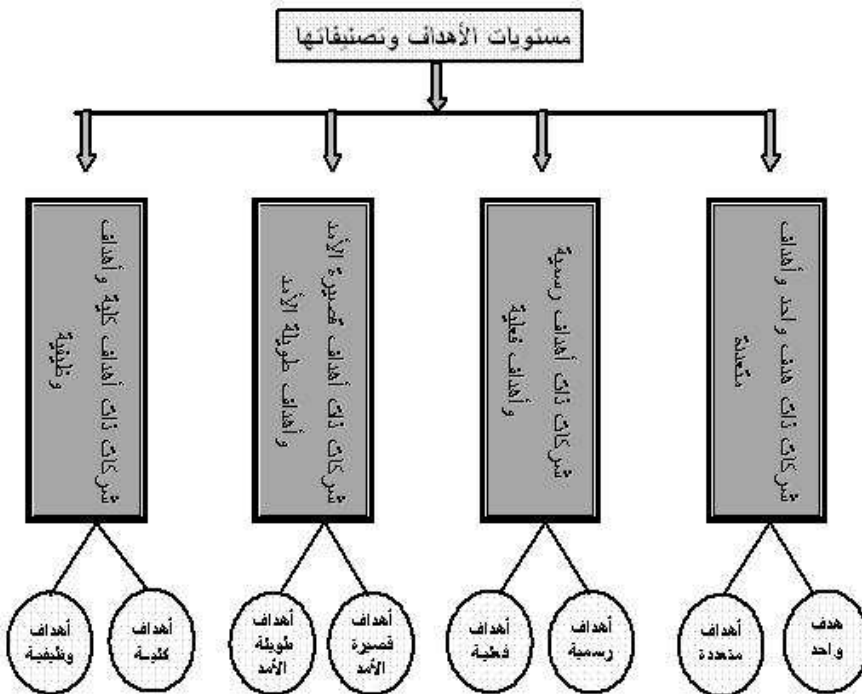 مستويات الأهداف وتصنيفاتها
شركات ذات هدف واحد وأهداف
متعددة
شركات ذات أهداف رسمية
وأهداف فعلية
شركات ذات أهداف قصيرة الأمد
وأهداف طويلة الأمد
شركات ذات أهداف كلية وأهداف
وظيفية
هدف
واحد
أهداف
متعددة
أهداف
رسمية
أهداف
فعلية
أهداف
قصيرة
الأمد
أهداف
طويلة
الأمد
أهداف
كلية
أهداف
وظيفية